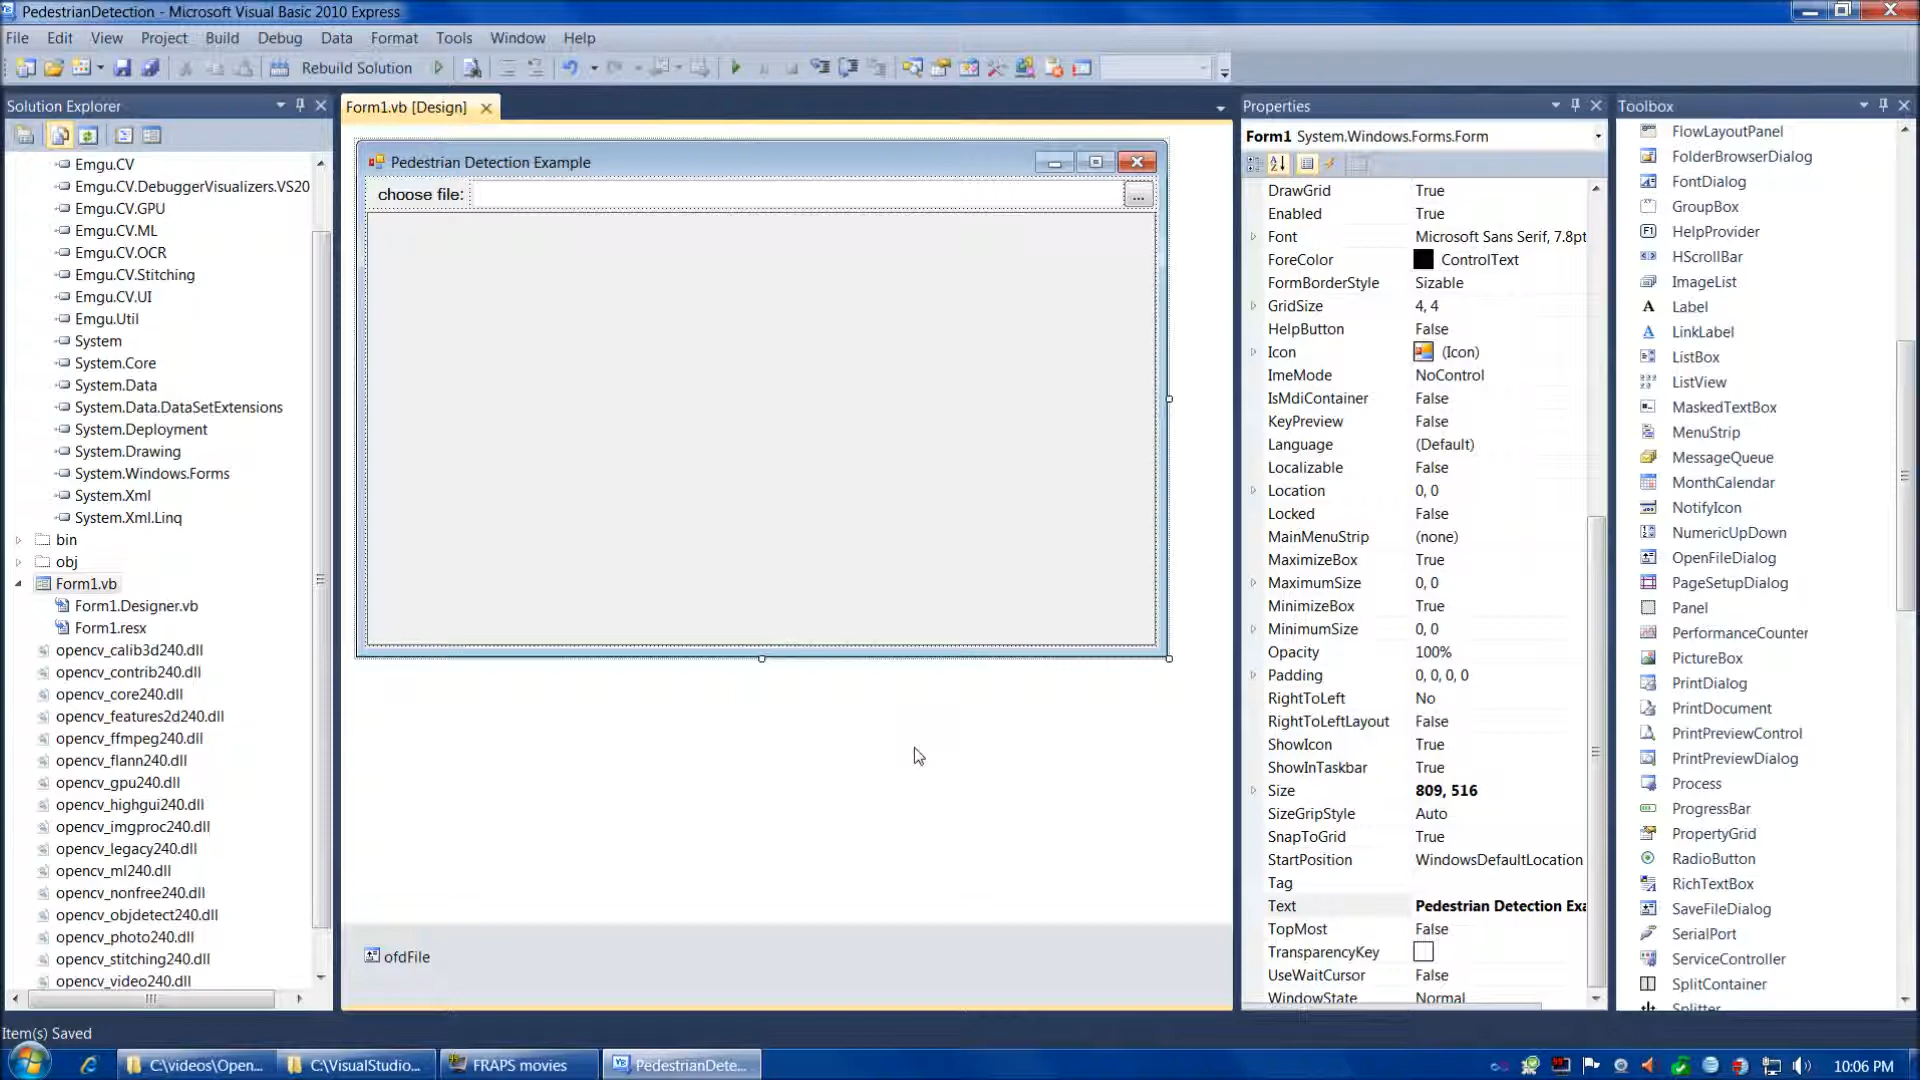 PedestrianDetection - Microsoft Visual Basic 2010 Express
File Edit View Project Build Debug Data Format Tools Window Help
Rebuild Solution
Solution Explorer
Emgu.CV
Emgu.CV.DebuggerVisualizers.VS20
Emgu.CV.GPU
Emgu.CV.ML
Emgu.CV.OCR
Emgu.CV.Stitching
Emgu.CV.UI
Emgu.Util
System
System.Core
System.Data
System.Data.DataSetExtensions
System.Deployment
System.Drawing
System.Windows.Forms
System.Xml
System.Xml.Linq
bin
obj
Form1.vb
Form1.Designer.vb
Form1.resx
opencv_calib3d240.dll
opencv_contrib240.dll
opencv_core240.dll
opencv_features2d240.dll
opencv_ffmpeg240.dll
opencv_flann240.dll
opencv_gpu240.dll
opencv_highgui240.dll
opencv_imgproc240.dll
opencv_legacy240.dll
opencv_ml240.dll
opencv_nonfree240.dll
opencv_objdetect240.dll
opencv_photo240.dll
opencv_stitching240.dll
opencv_video240.dll
Form1.vb [Design]
Pedestrian Detection Example
choose file:
...
ofdFile
Properties
Form1 System.Windows.Forms.Form
DrawGrid True
Enabled True
Font Microsoft Sans Serif, 7.8pt
ForeColor ControlText
FormBorderStyle Sizable
GridSize 4, 4
HelpButton False
Icon (Icon)
ImeMode NoControl
IsMdiContainer False
KeyPreview False
Language (Default)
Localizable False
Location 0, 0
Locked False
MainMenuStrip (none)
MaximizeBox True
MaximumSize 0, 0
MinimizeBox True
MinimumSize 0, 0
Opacity 100%
Padding 0, 0, 0, 0
RightToLeft No
RightToLeftLayout False
ShowIcon True
ShowInTaskbar True
Size 809, 516
SizeGripStyle Auto
SnapToGrid True
StartPosition WindowsDefaultLocation
Tag
Text Pedestrian Detection Exa
TopMost False
TransparencyKey
UseWaitCursor False
WindowState Normal
Toolbox
FlowLayoutPanel
FolderBrowserDialog
FontDialog
GroupBox
HelpProvider
HScrollBar
ImageList
A Label
A LinkLabel
ListBox
ListView
MaskedTextBox
MenuStrip
MessageQueue
MonthCalendar
NotifyIcon
NumericUpDown
OpenFileDialog
PageSetupDialog
Panel
PerformanceCounter
PictureBox
PrintDialog
PrintDocument
PrintPreviewControl
PrintPreviewDialog
Process
ProgressBar
PropertyGrid
RadioButton
RichTextBox
SaveFileDialog
SerialPort
ServiceController
SplitContainer
Splitter
Item(s) Saved
C:\videos\Open... C:\VisualStudio... FRAPS movies PedestrianDete... 10:06 PM